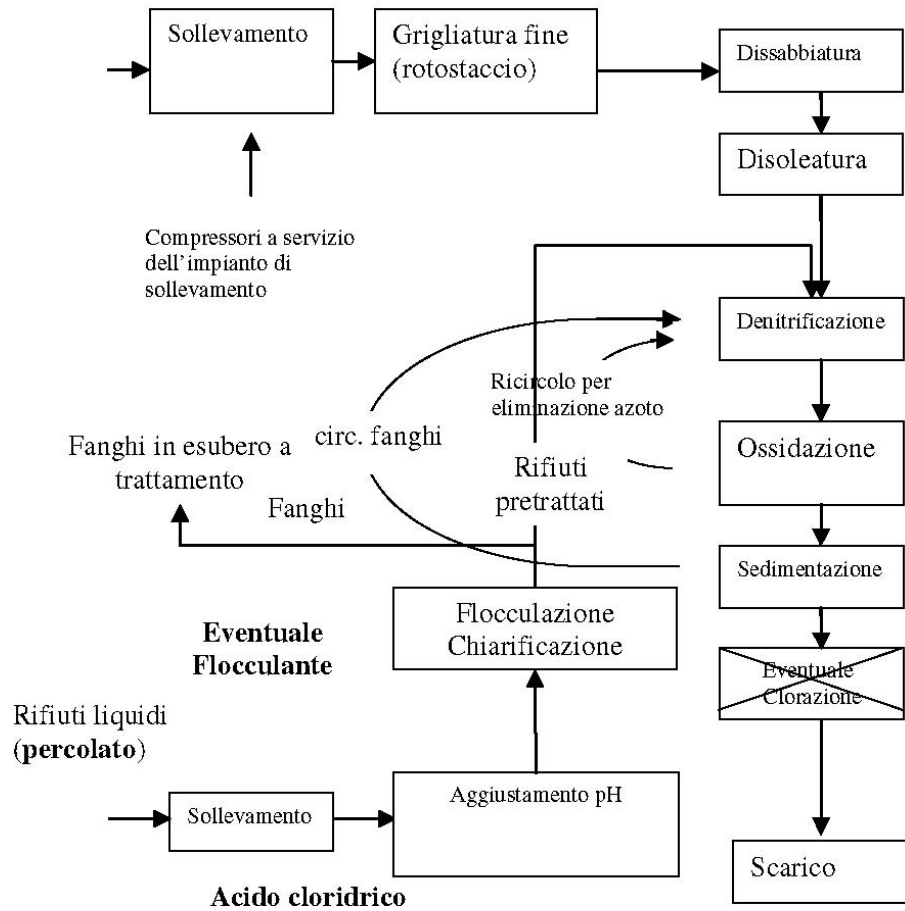 Sollevamento
Grigliatura fine
(rotostaccio)
Dissabbiatura
Disoleatura
Compressori a servizio
dell'impianto di
sollevamento
Denitrificazione
Ricircolo per
eliminazione azoto
circ. fanghi
Ossidazione
Fanghi in esubero a
trattamento
Rifiuti
pretrattati
Fanghi
Sedimentazione
Flocculazione
Chiarificazione
Eventuale
Flocculante
Eventuale
Clorazione
Rifiuti liquidi
(percolato)
Sollevamento
Aggiustamento pH
Scarico
Acido cloridrico